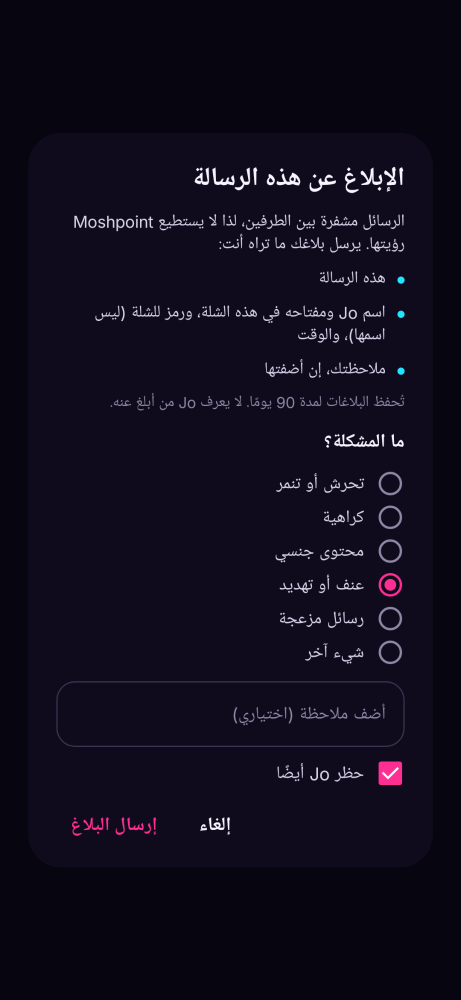 الإبلاغ عن هذه الرسالة
الرسائل مشفرة بين الطرفين، لذا لا يستطيع Moshpoint
رؤيتها. يرسل بلاغك ما تراه أنت:
هذه الرسالة
اسم Jo ومفتاحه في هذه الشلة، ورمز للشلة (ليس
اسمها)، والوقت
ملاحظتك، إن أضفتها
تُحفظ البلاغات لمدة 90 يومًا. لا يعرف Jo من أبلغ عنه.
ما المشكلة؟
تحرش أو تنمر
كراهية
محتوى جنسي
عنف أو تهديد
رسائل مزعجة
شيء آخر
أضف ملاحظة (اختياري)
حظر Jo أيضًا
إلغاء
إرسال البلاغ